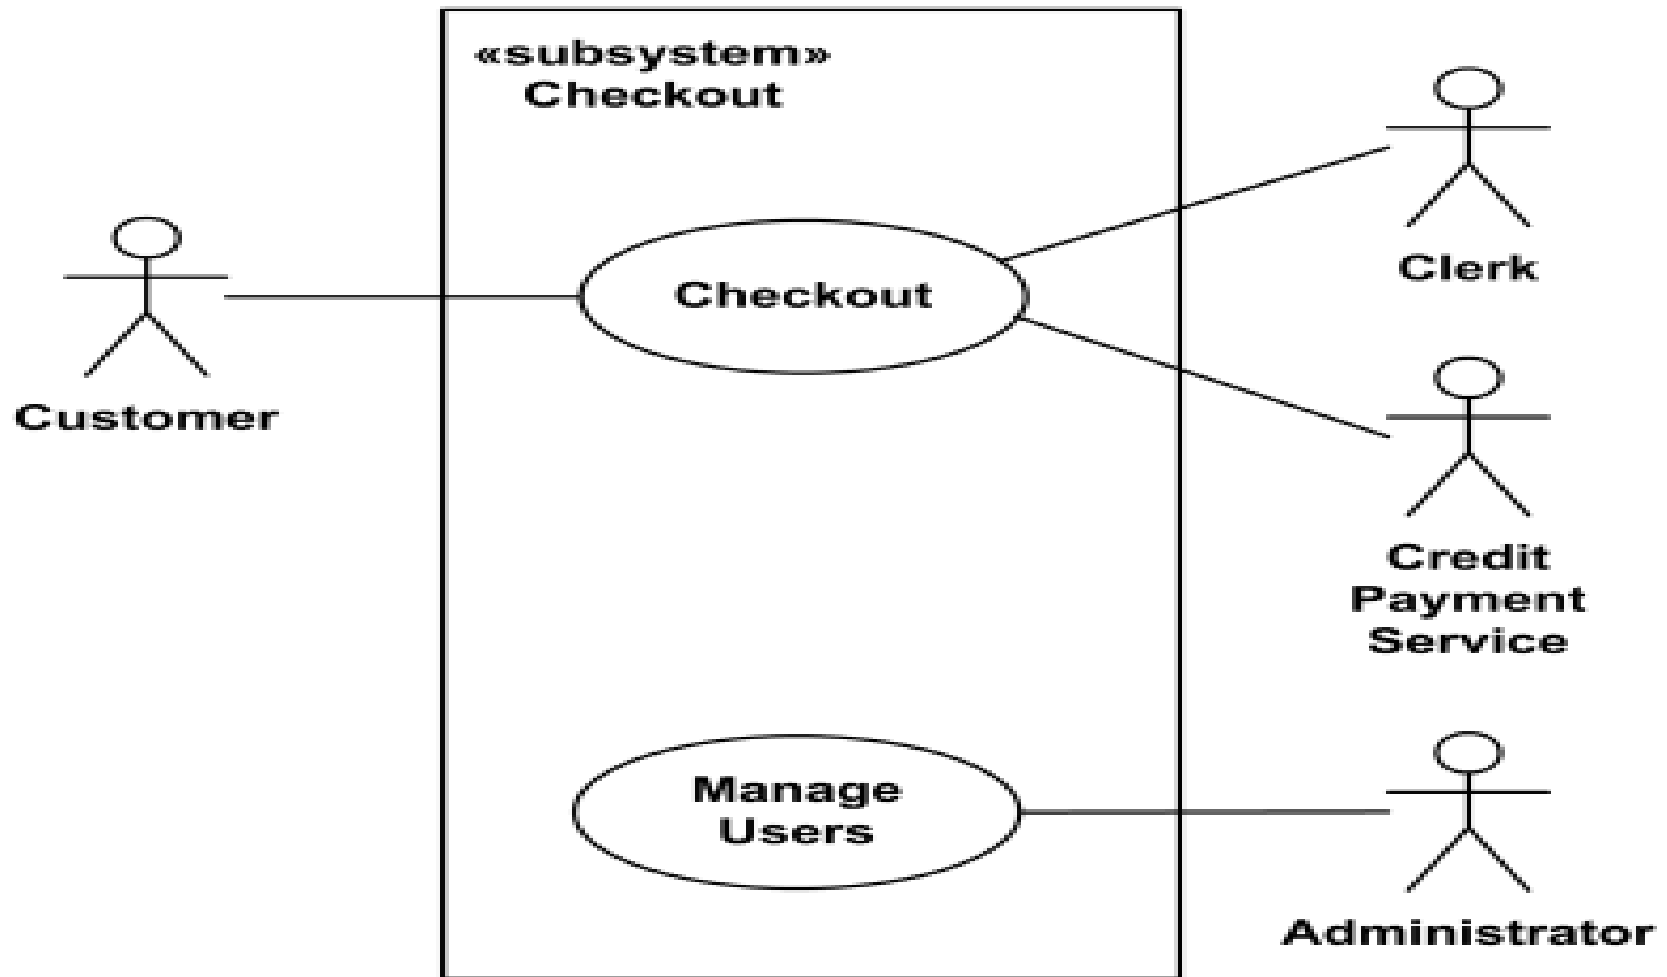 «subsystem»
Checkout
Customer
Checkout
Clerk
Credit
Payment
Service
Manage
Users
Administrator